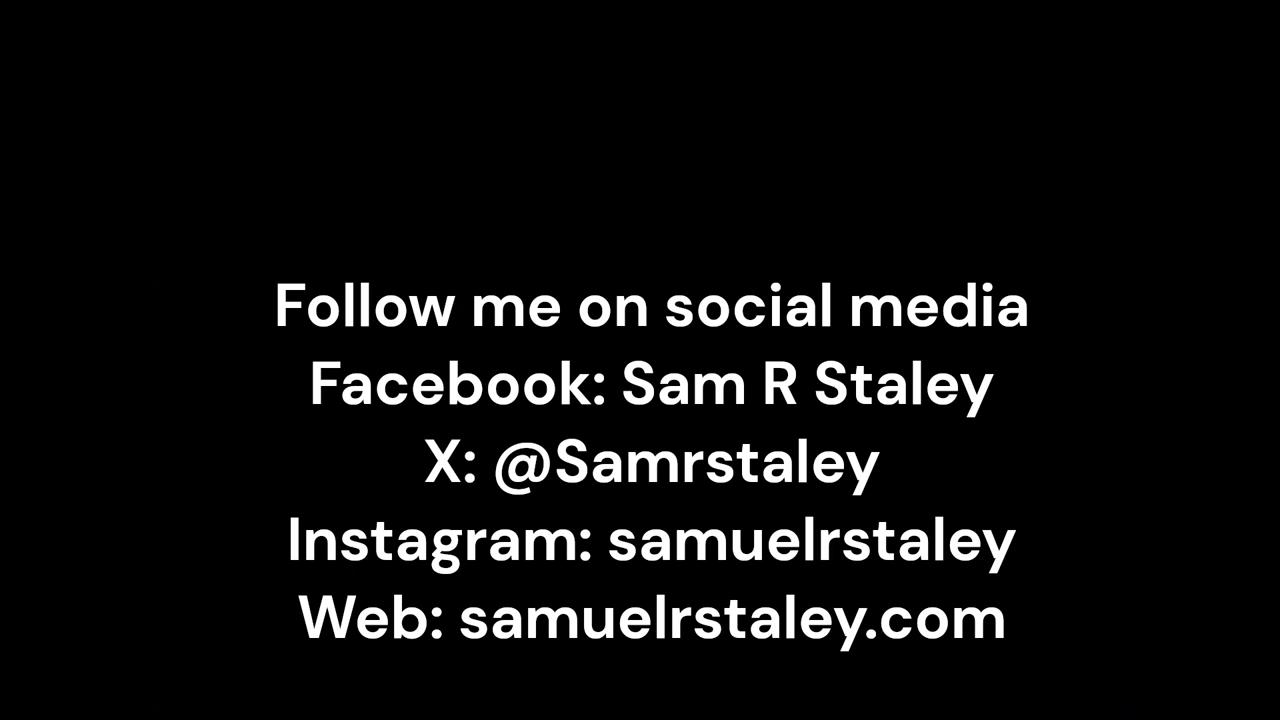 Follow me on social media
Facebook: Sam R Staley
X: @Samrstaley
Instagram: samuelrstaley
Web: samuelrstaley.com